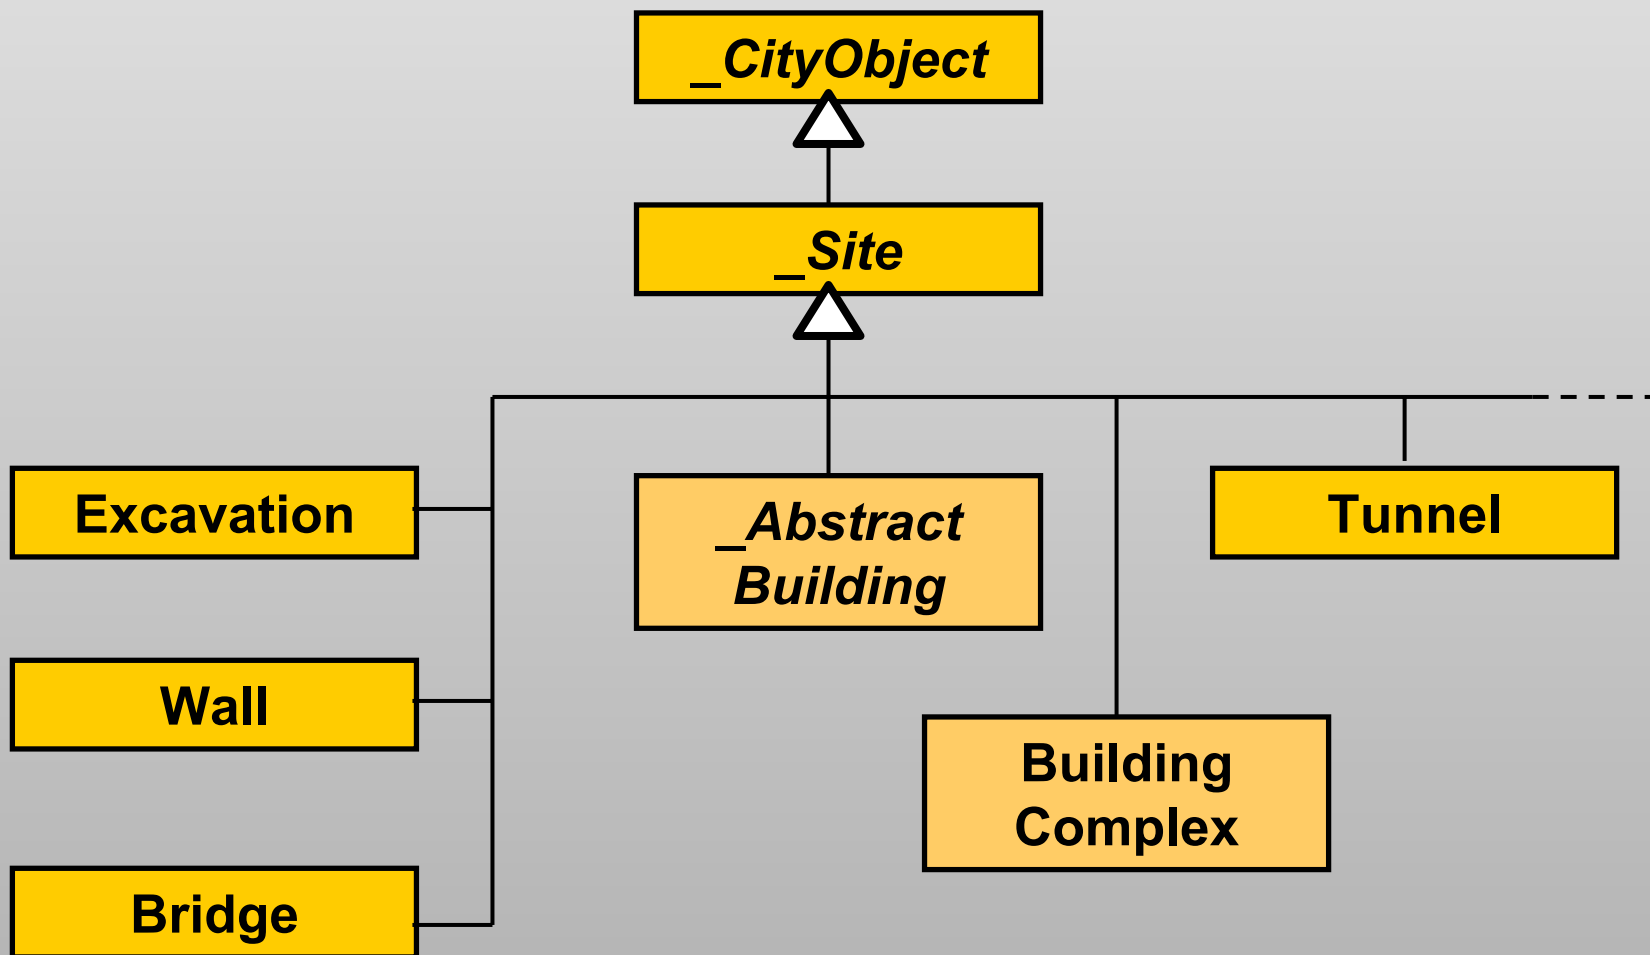 _CityObject
_Site
Excavation
_Abstract
Building
Tunnel
Wall
Building
Complex
Bridge